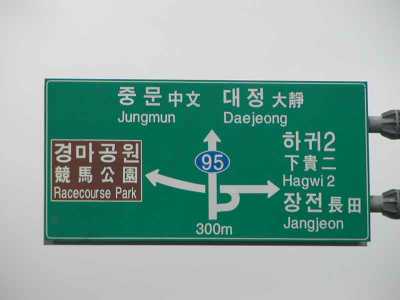 중문 中文 대정 大靜
Jungmun Daejeong
경마공원
競馬公園
Racecourse Park
95
하귀2
下貴二
Hagwi 2
장전 長田
Jangjeon
300m